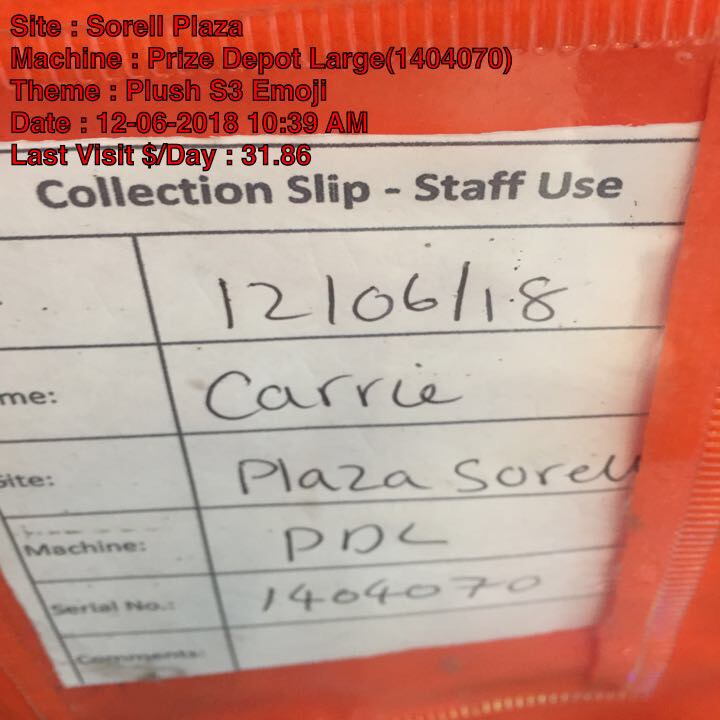 Site : Sorell Plaza
Machine : Prize Depot Large(1404070)
Theme : Plush S3 Emoji
Date : 12-06-2018 10:39 AM
Last Visit $/Day : 31.86
Collection Slip - Staff Use
12/06/18
me: Carrie
Site: Plaza Sorell
Machine: PDL
Serial No.: 1404070
Comments: